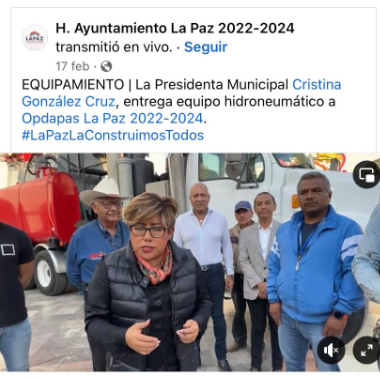 H. Ayuntamiento La Paz 2022-2024
transmitió en vivo. · Seguir
17 feb ·
EQUIPAMIENTO | La Presidenta Municipal Cristina
González Cruz, entrega equipo hidroneumático a
Opdapas La Paz 2022-2024.
#LaPazLaConstruimosTodos